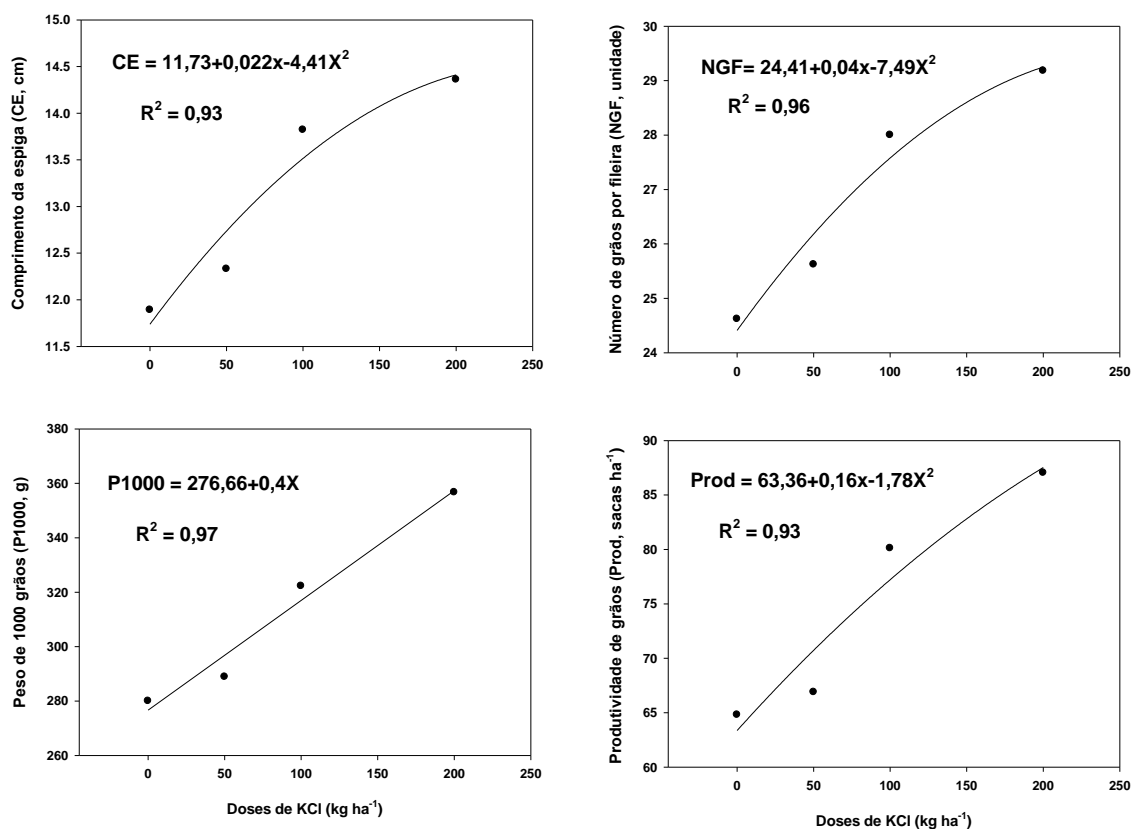 Comprimento da espiga (CE, cm)
15.0
14.5
14.0
13.5
13.0
12.5
12.0
11.5
CE = 11,73+0,022x-4,41X²
R² = 0,93
0 50 100 150 200 250
Número de grãos por fileira (NGF, unidade)
30
29
28
27
26
25
24
NGF= 24,41+0,04x-7,49X²
R² = 0,96
0 50 100 150 200 250
Peso de 1000 grãos (P1000, g)
380
360
340
320
300
280
260
P1000 = 276,66+0,4X
R² = 0,97
0 50 100 150 200 250
Doses de KCl (kg ha⁻¹)
Produtividade de grãos (Prod, sacas ha⁻¹)
90
85
80
75
70
65
60
Prod = 63,36+0,16x-1,78X²
R² = 0,93
0 50 100 150 200 250
Doses de KCl (kg ha⁻¹)